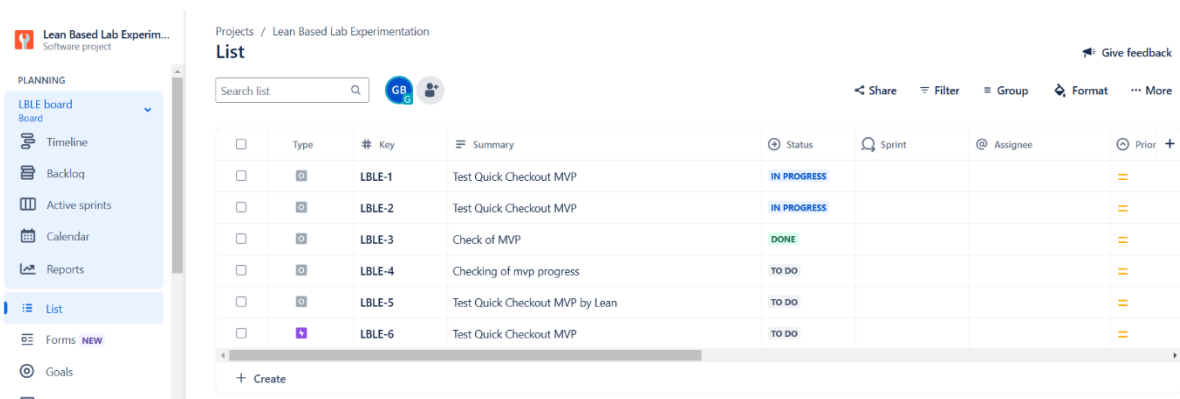 Lean Based Lab Experim...
Software project
PLANNING
LBLE board
Board
Timeline
Backlog
Active sprints
Calendar
Reports
List
Forms NEW
Goals
Projects / Lean Based Lab Experimentation
List
Give feedback
Search list
GB
G
Share Filter Group Format ··· More
Type # Key Summary Status Sprint @ Assignee Prior +
LBLE-1 Test Quick Checkout MVP IN PROGRESS
LBLE-2 Test Quick Checkout MVP IN PROGRESS
LBLE-3 Check of MVP DONE
LBLE-4 Checking of mvp progress TO DO
LBLE-5 Test Quick Checkout MVP by Lean TO DO
LBLE-6 Test Quick Checkout MVP TO DO
+ Create